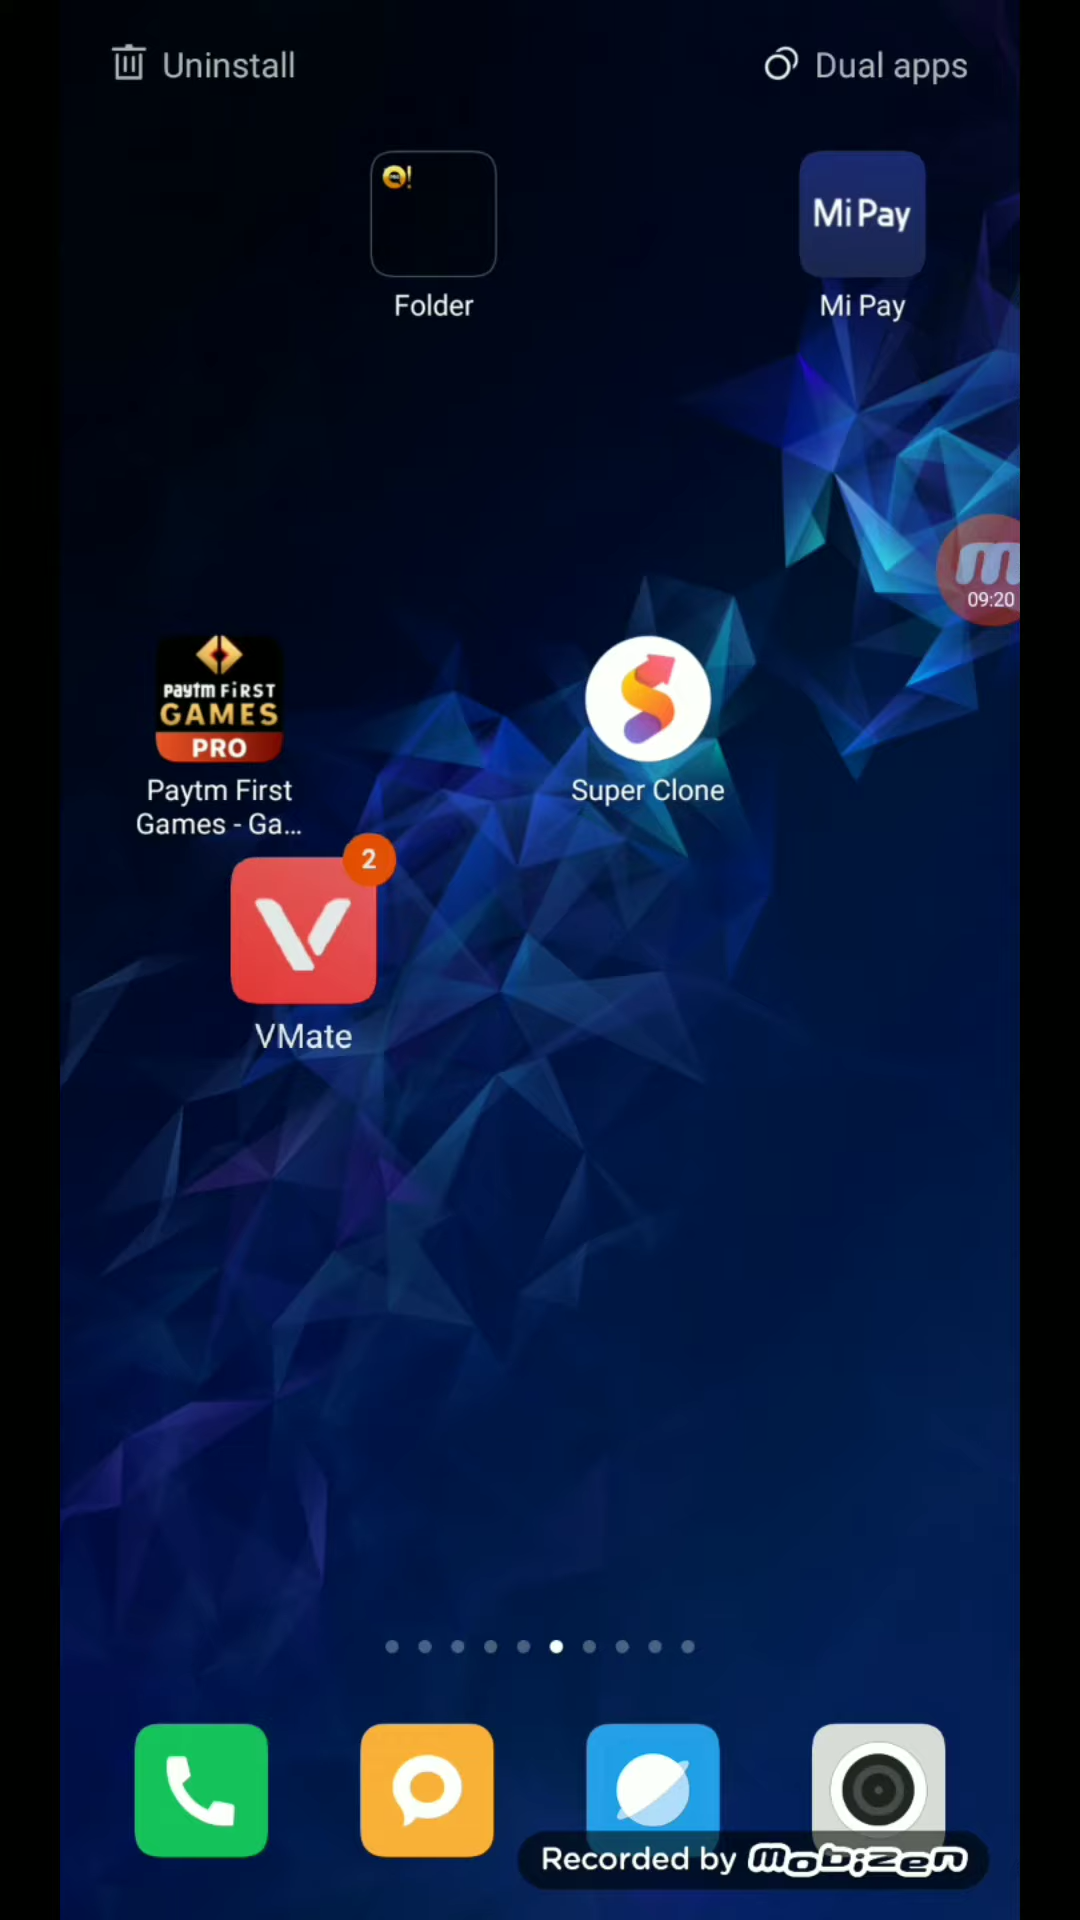 Uninstall
Dual apps
Mi Pay
Folder
Mi Pay
09:20
Paytm FiRST
GAMES
PRO
Paytm First
Games - Ga...
Super Clone
2
VMate
Recorded by Mobizen